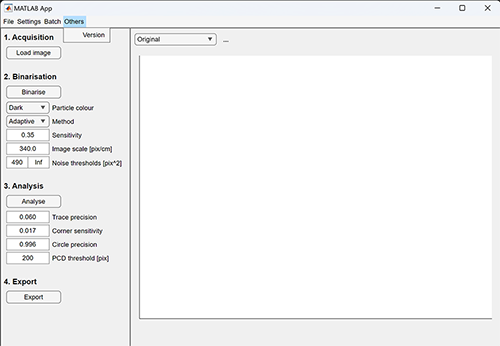 MATLAB App
File Settings Batch Others
Version
1. Acquisition
Load image
2. Binarisation
Binarise
Dark Particle colour
Adaptive Method
0.35 Sensitivity
340.0 Image scale [pix/cm]
490 Inf Noise thresholds [pix^2]
3. Analysis
Analyse
0.060 Trace precision
0.017 Corner sensitivity
0.996 Circle precision
200 PCD threshold [pix]
4. Export
Export
Original ...